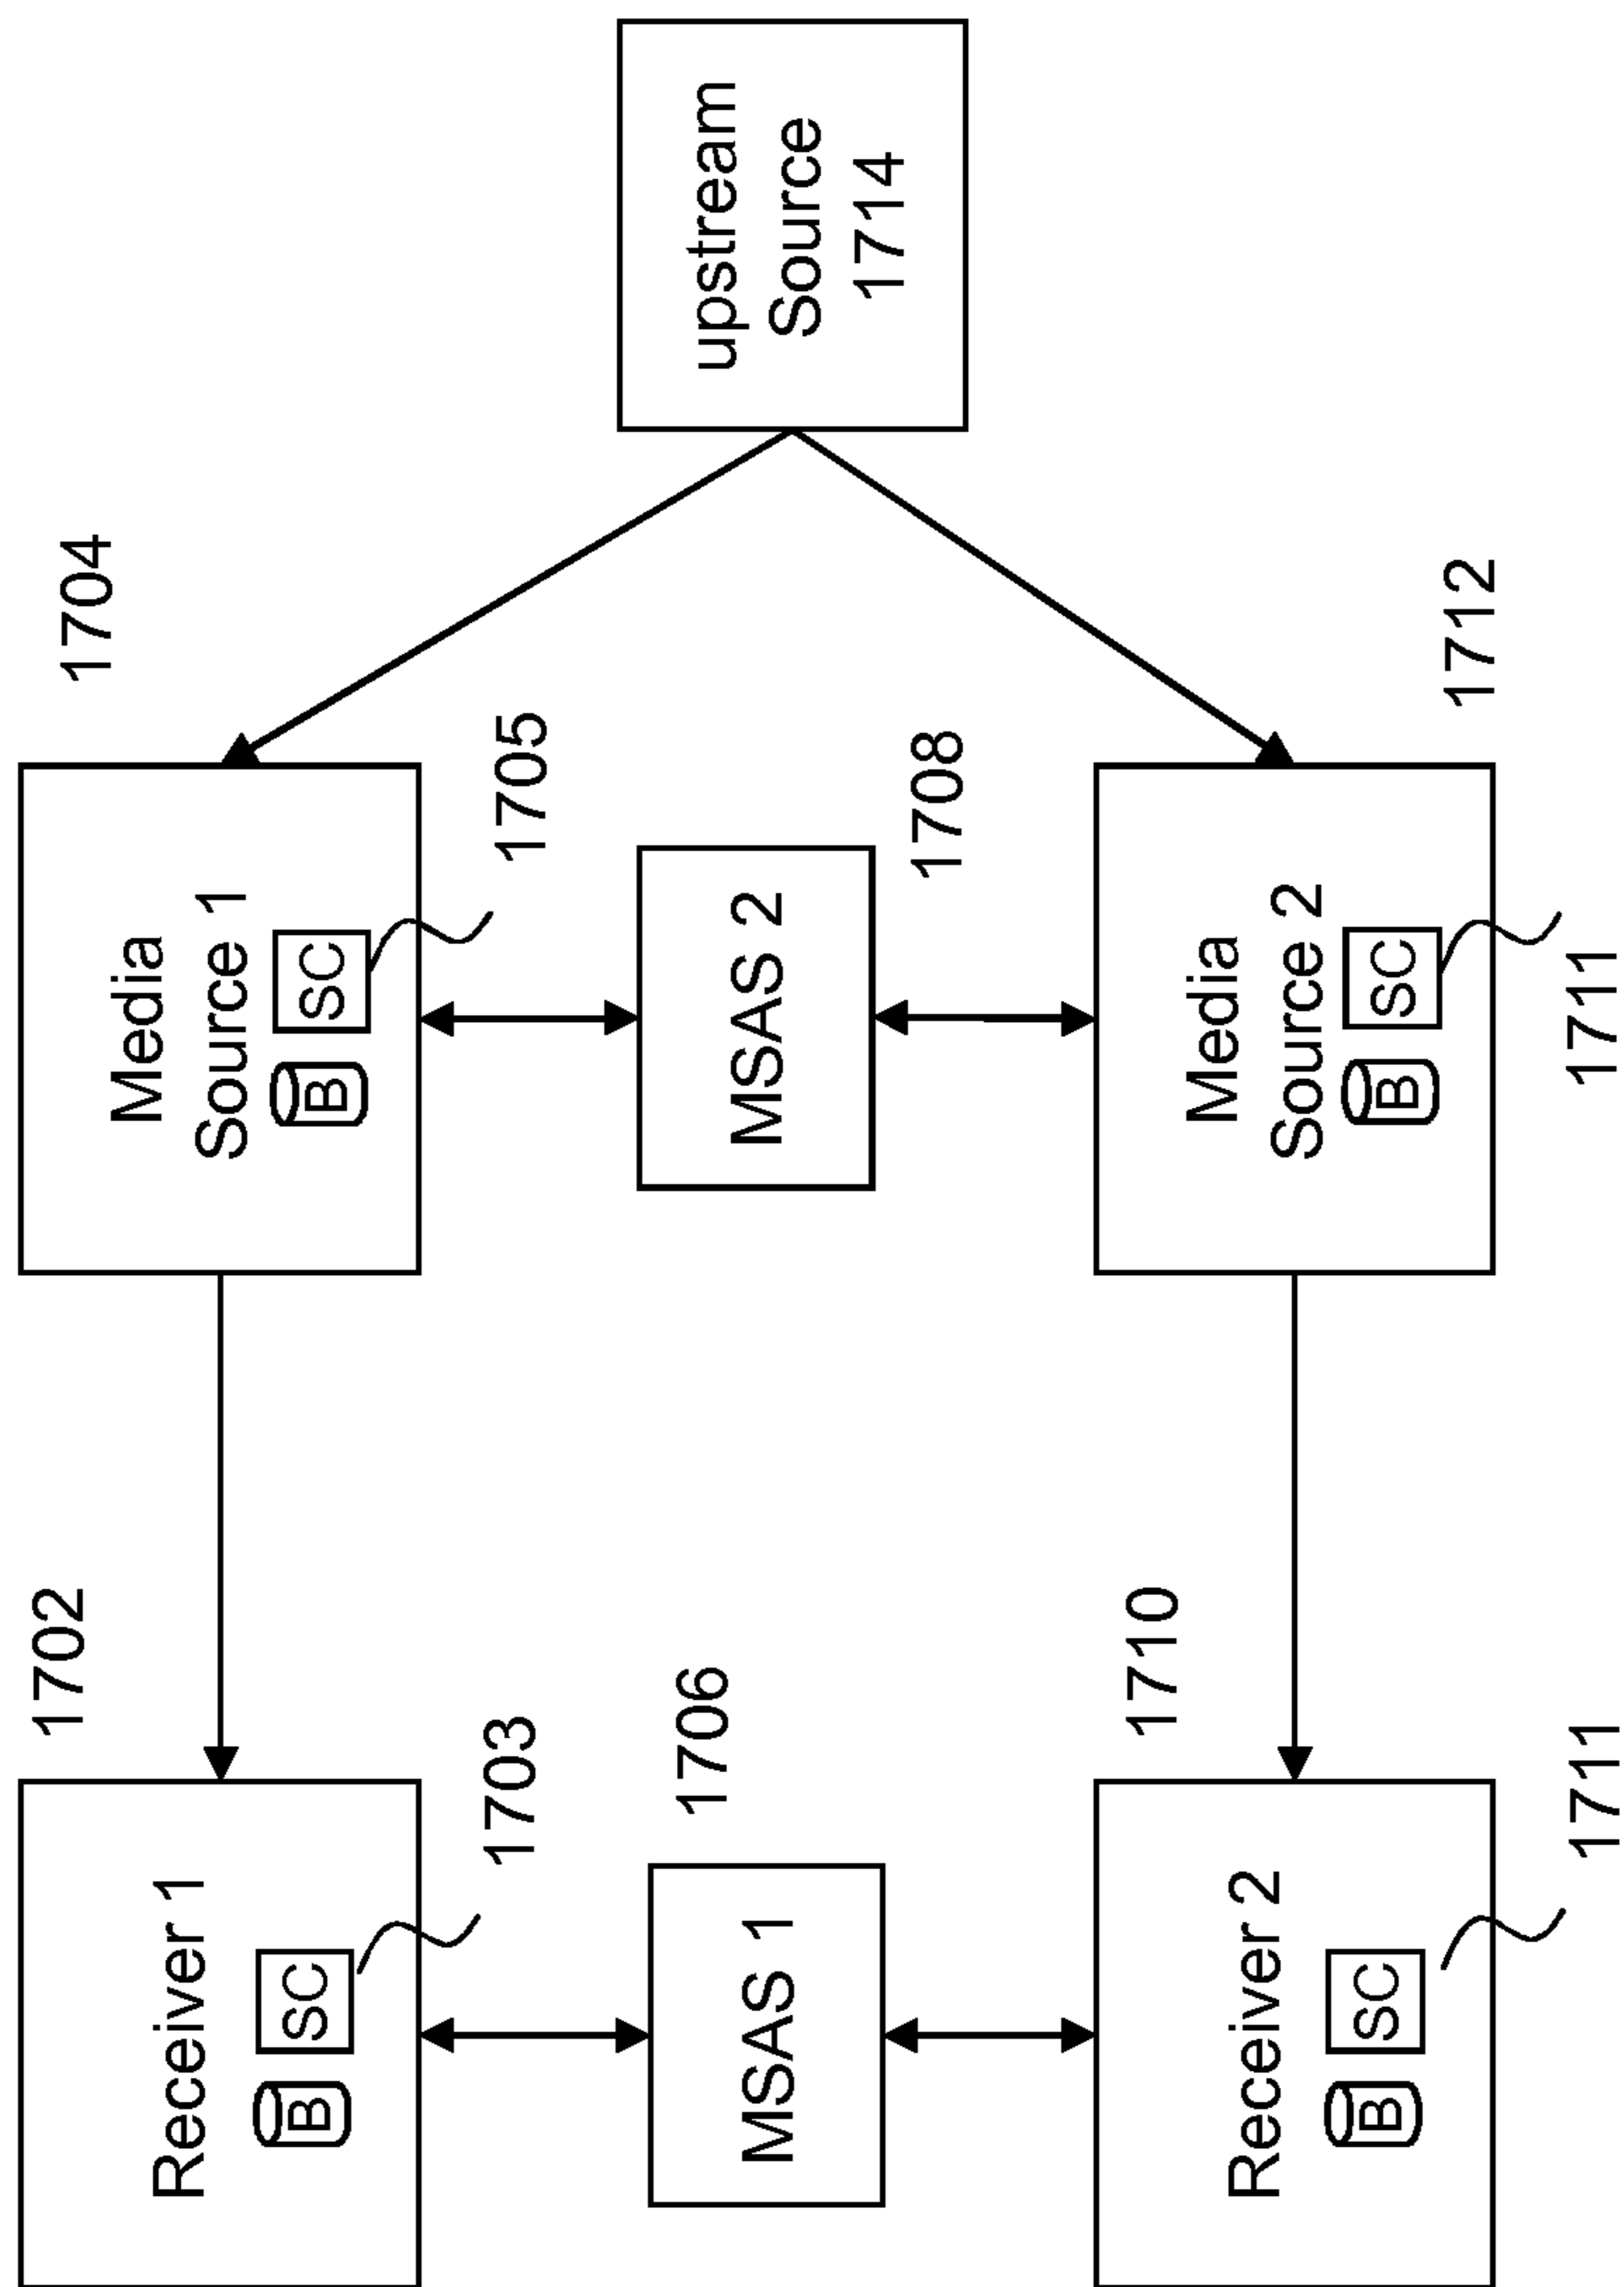 1702
1704
Receiver 1
B SC
1703
Media
Source 1
B SC
1705
1706
MSAS 1
MSAS 2
1708
upstream
Source
1714
1710
1712
Receiver 2
B SC
1711
Media
Source 2
B SC
1711